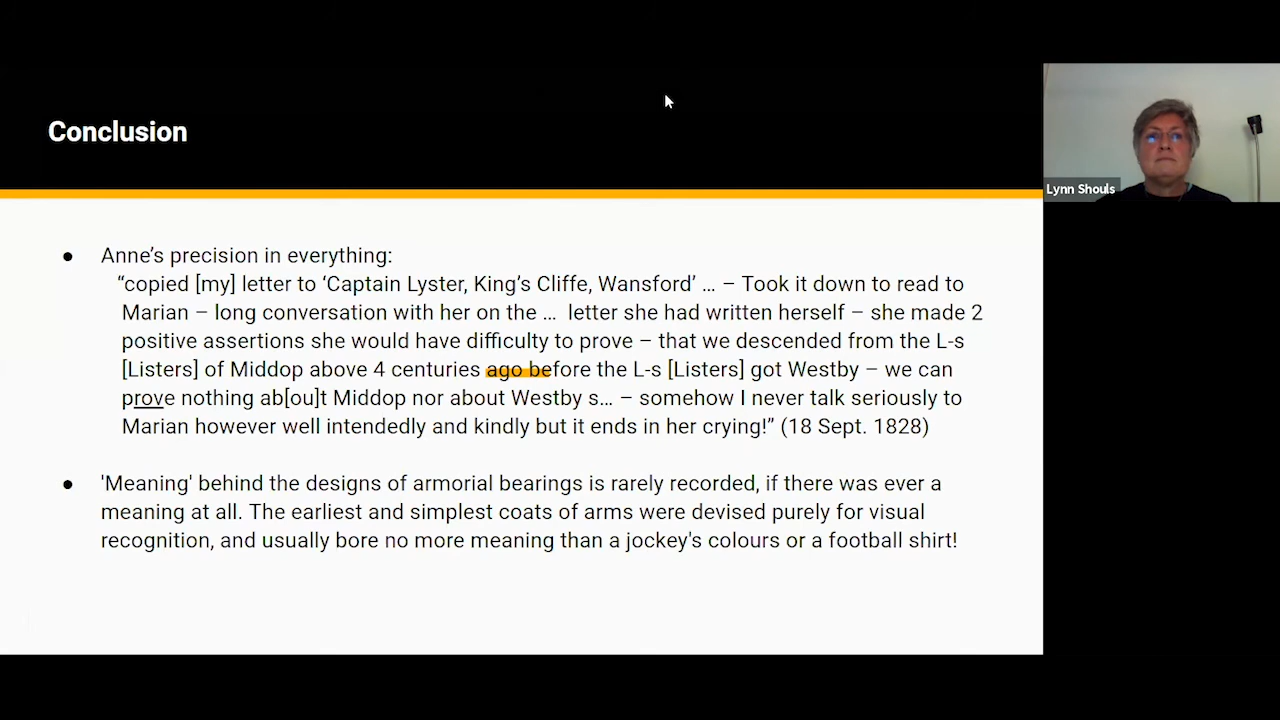 Conclusion
Lynn Shouls
● Anne’s precision in everything:
“copied [my] letter to ‘Captain Lyster, King’s Cliffe, Wansford’ … – Took it down to read to
Marian – long conversation with her on the … letter she had written herself – she made 2
positive assertions she would have difficulty to prove – that we descended from the L-s
[Listers] of Middop above 4 centuries ago before the L-s [Listers] got Westby – we can
prove nothing ab[ou]t Middop nor about Westby s… – somehow I never talk seriously to
Marian however well intendedly and kindly but it ends in her crying!” (18 Sept. 1828)
● 'Meaning' behind the designs of armorial bearings is rarely recorded, if there was ever a
meaning at all. The earliest and simplest coats of arms were devised purely for visual
recognition, and usually bore no more meaning than a jockey's colours or a football shirt!